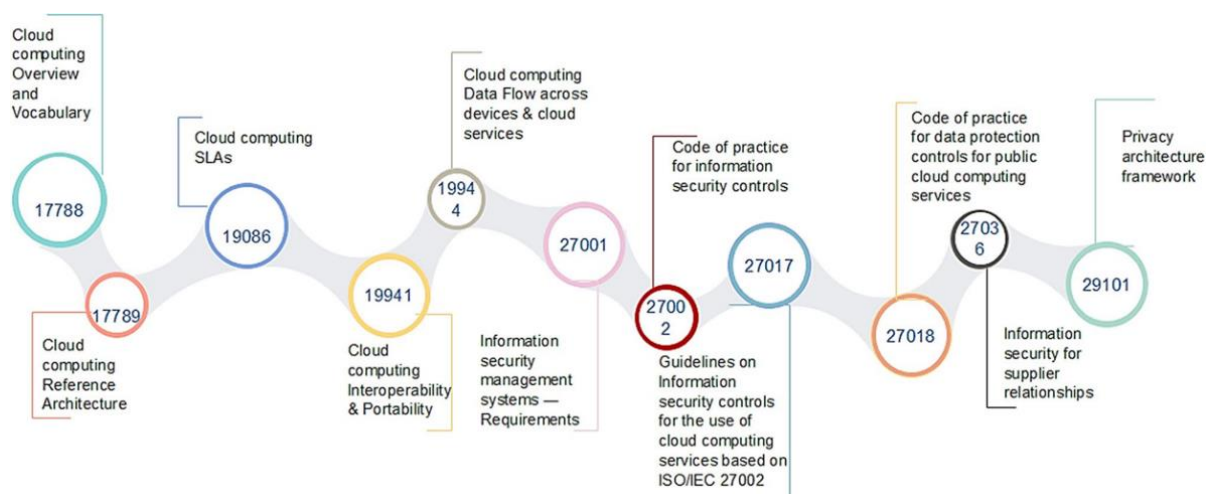 Cloud
computing
Overview
and
Vocabulary
17788
17789
Cloud
computing
Reference
Architecture
Cloud computing
SLAs
19086
19941
Cloud
computing
Interoperability
& Portability
Cloud computing
Data Flow across
devices & cloud
services
1994
4
27001
Information
security
management
systems —
Requirements
Code of practice
for information
security controls
2700
2
27017
Guidelines on
Information
security controls
for the use of
cloud computing
services based on
ISO/IEC 27002
Code of practice
for data protection
controls for public
cloud computing
services
27018
2703
6
Information
security for
supplier
relationships
Privacy
architecture
framework
29101